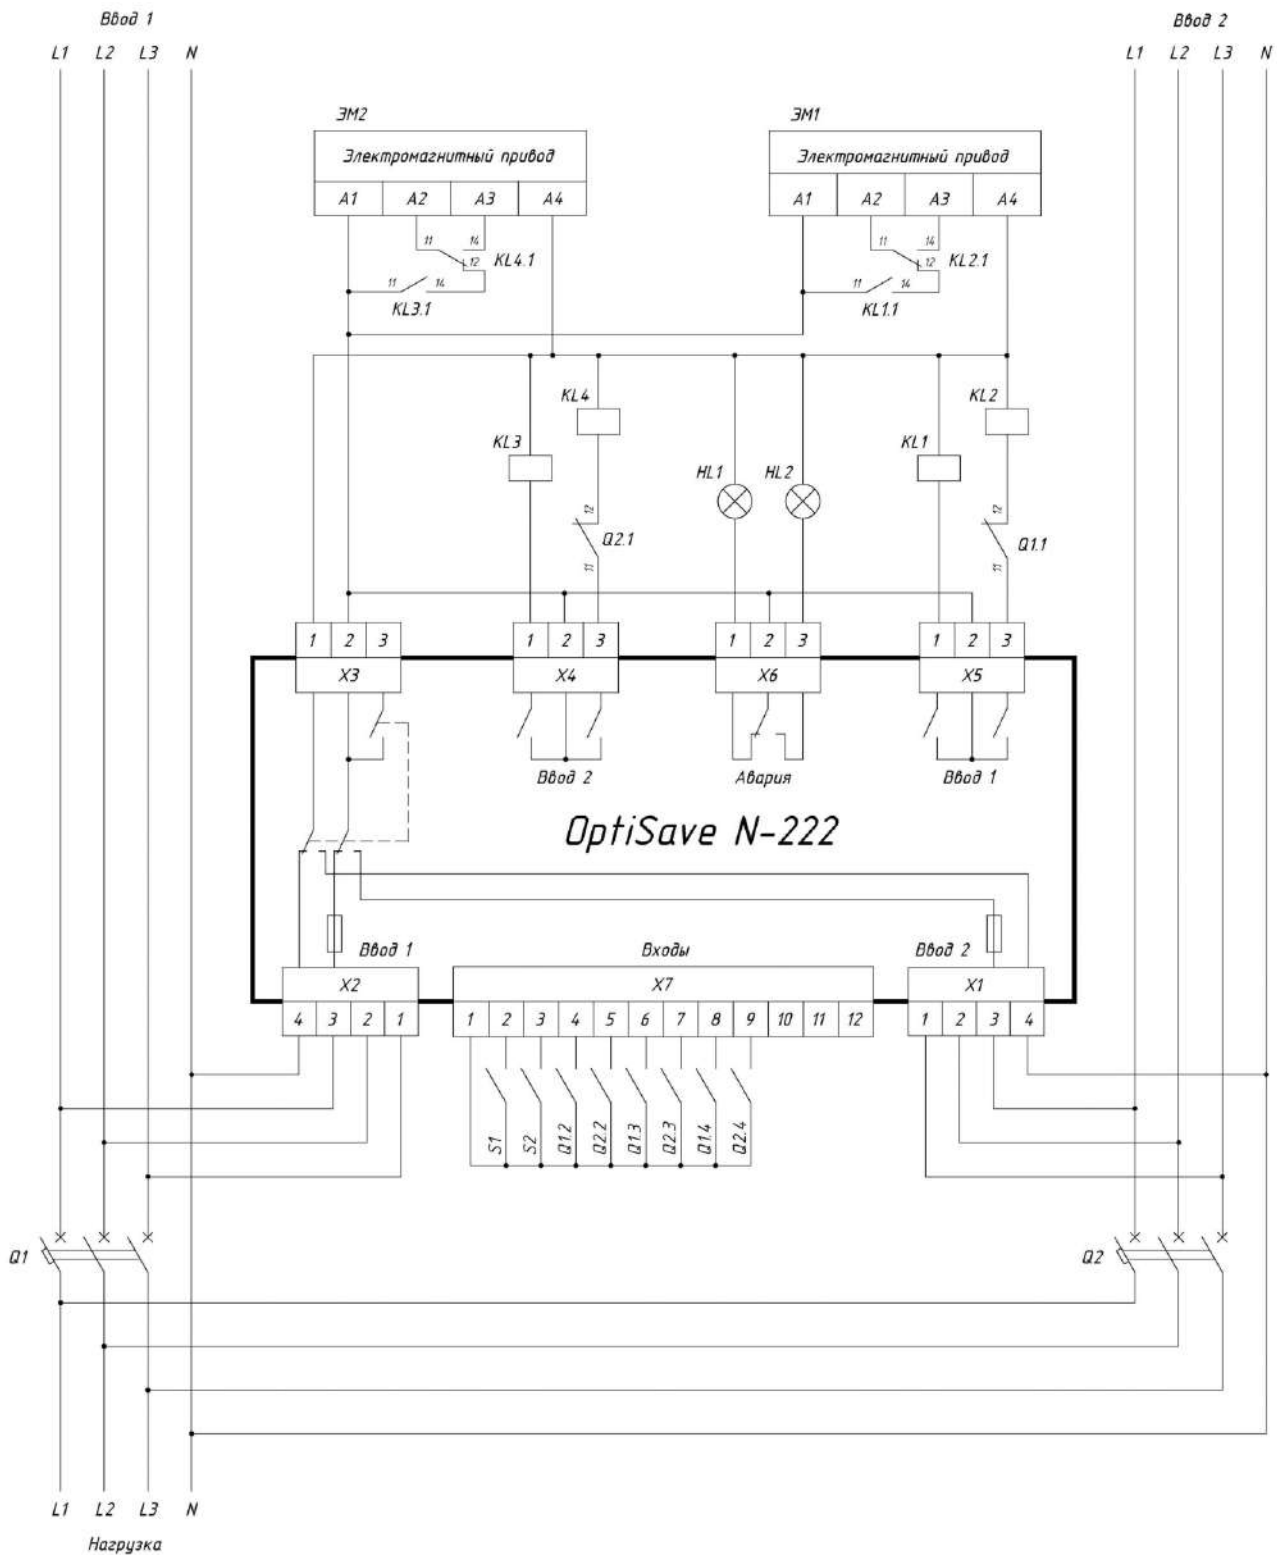 Ввод 1
Ввод 2
L1 L2 L3 N
L1 L2 L3 N
ЭМ2
ЭМ1
Электромагнитный привод
Электромагнитный привод
A1 A2 A3 A4
A1 A2 A3 A4
11 14
12 KL4.1
11 14
KL3.1
11 14
12 KL2.1
11 14
KL1.1
KL4
KL2
KL3
KL1
HL1
HL2
12
Q2.1
11
12
Q1.1
11
1 2 3
1 2 3
1 2 3
1 2 3
X3
X4
X6
X5
Ввод 2
Авария
Ввод 1
OptiSave N-222
Ввод 1
Входы
Ввод 2
X2
X7
X1
4 3 2 1
1 2 3 4 5 6 7 8 9 10 11 12
1 2 3 4
S1 S2 Q1.2 Q2.2 Q1.3 Q2.3 Q1.4 Q2.4
Q1
Q2
L1 L2 L3 N
Нагрузка